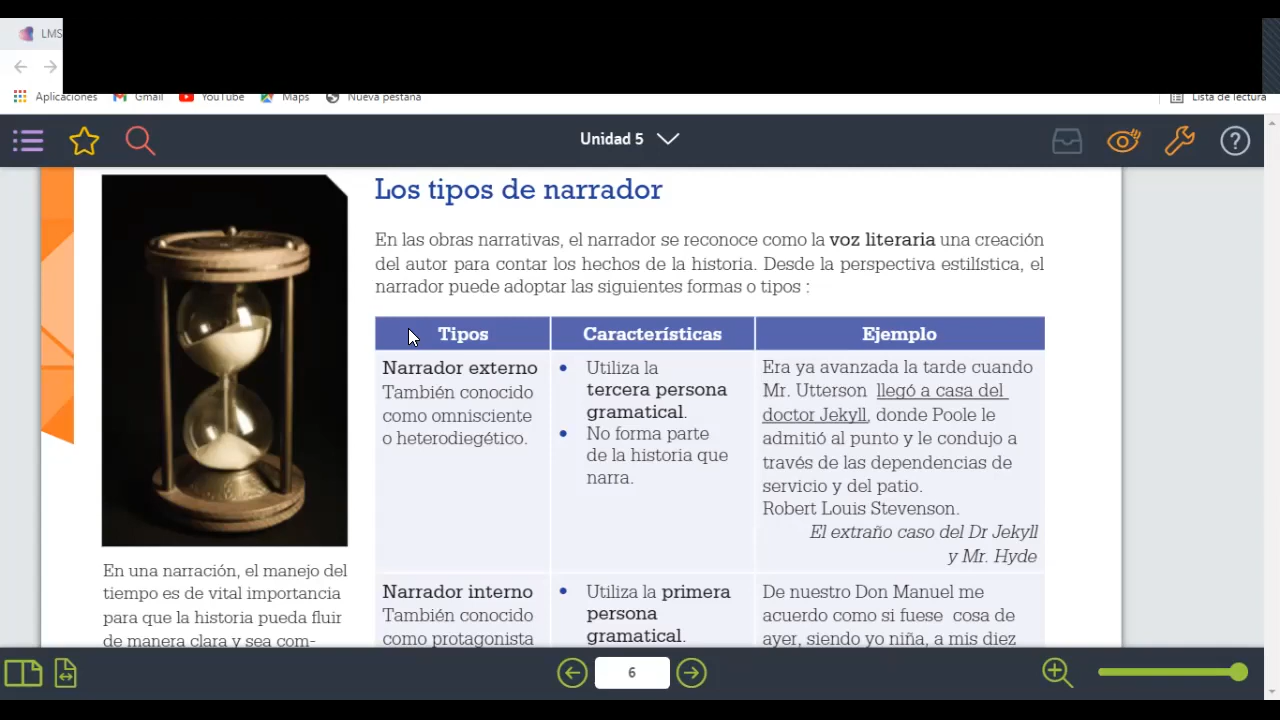 LMS
Aplicaciones Gmail YouTube Maps Nueva pestaña Lista de lectura
Unidad 5
Los tipos de narrador
En las obras narrativas, el narrador se reconoce como la voz literaria una creación
del autor para contar los hechos de la historia. Desde la perspectiva estilística, el
narrador puede adoptar las siguientes formas o tipos :
Tipos
Características
Ejemplo
Narrador externo
También conocido
como omnisciente
o heterodiegético.
Utiliza la
tercera persona
gramatical.
No forma parte
de la historia que
narra.
Era ya avanzada la tarde cuando
Mr. Utterson llegó a casa del
doctor Jekyll, donde Poole le
admitió al punto y le condujo a
través de las dependencias de
servicio y del patio.
Robert Louis Stevenson.
El extraño caso del Dr Jekyll
y Mr. Hyde
Narrador interno
También conocido
como protagonista
Utiliza la primera
persona
gramatical.
De nuestro Don Manuel me
acuerdo como si fuese cosa de
ayer, siendo yo niña, a mis diez
En una narración, el manejo del
tiempo es de vital importancia
para que la historia pueda fluir
de manera clara y sea com-
6